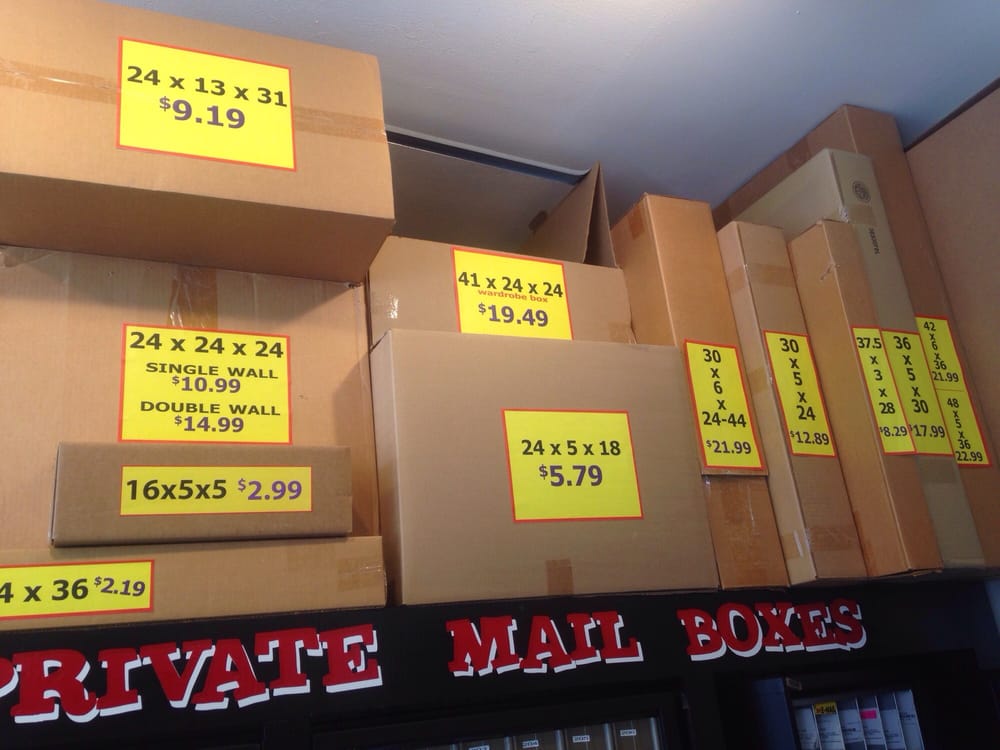 24 x 13 x 31
$9.19
41 x 24 x 24
wardrobe box
$19.49
24 x 24 x 24
SINGLE WALL
$10.99
DOUBLE WALL
$14.99
16x5x5 $2.99
4 x 36 $2.19
24 x 5 x 18
$5.79
30
x
6
x
24-44
$21.99
30
x
5
x
24
$12.89
37.5
x
3
x
28
$8.29
36
x
5
x
30
$17.99
42
x
6
x
36
21.99
48
x
5
x
36
22.99
PRIVATE MAIL BOXES